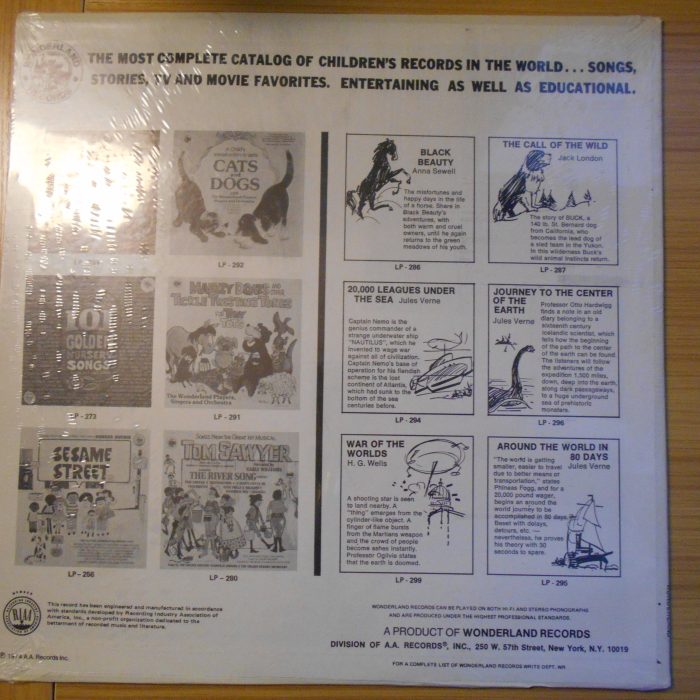 WONDERLAND
THE MOST COMPLETE CATALOG OF CHILDREN'S RECORDS IN THE WORLD... SONGS,
STORIES, TV AND MOVIE FAVORITES. ENTERTAINING AS WELL AS EDUCATIONAL.
CATS
and
DOGS
LP - 292
101
GOLDEN
NURSERY
SONGS
LP - 273
Tickle Twisting Tunes
for Tiny
Tots
The Wonderland Players,
Singers and Orchestra
LP - 291
SESAME
STREET
LP - 256
TOM SAWYER
THE RIVER SONG
LP - 280
BLACK
BEAUTY
Anna Sewell
The misfortunes and
happy days in the life
of a horse. Share in
Black Beauty's
adventures, with
both warm and cruel
owners, until he again
returns to the green
meadows of his youth.
LP - 286
THE CALL OF THE WILD
Jack London
The story of BUCK, a
140 lb. St. Bernard dog
from California, who
becomes the lead dog of
a sled team in the Yukon.
In this wilderness Buck's
wild animal instincts return.
LP - 287
20,000 LEAGUES UNDER
THE SEA Jules Verne
Captain Nemo is the
genius commander of a
strange underwater ship
"NAUTILUS", which he
invented to wage war
against all of civilization.
Captain Nemo's base of
operation for his fiendish
scheme is the lost
continent of Atlantis,
which had sunk to the
bottom of the sea
centuries before.
LP - 294
JOURNEY TO THE CENTER
OF THE
EARTH
Jules Verne
Professor Otto Hardwigg
finds a note in an old
diary belonging to a
sixteenth century
Icelandic scientist, which
tells how the beginning
of the path to the center
of the earth can be found.
The listeners will follow
the adventures of the
expedition 1,500 miles,
down, deep into the earth,
along dark passageways,
to a huge underground
sea of prehistoric
monsters.
LP - 296
WAR OF THE
WORLDS
H. G. Wells
A shooting star is seen
to land nearby. A
"thing" emerges from the
cylinder-like object. A
finger of flame bursts
from the Martians weapon
and the crowd of people
become ashes instantly.
Professor Ogilvie states
that the earth is doomed.
LP - 299
AROUND THE WORLD IN
80 DAYS
Jules Verne
"The world is getting
smaller, easier to travel
due to better means of
transportation," states
Phineas Fogg, and for a
20,000 pound wager,
begins an around the
world journey to be
accomplished in 80 days.
Beset with delays,
detours, etc. —
nevertheless, he proves
his theory with 30
seconds to spare.
LP - 295
MEMBER
RIAA
This record has been engineered and manufactured in accordance
with standards developed by Recording Industry Association of
America, Inc., a non-profit organization dedicated to the
betterment of recorded music and literature.
℗ 1974 A.A. Records Inc.
WONDERLAND RECORDS CAN BE PLAYED ON BOTH HI-FI AND STEREO PHONOGRAPHS
AND ARE PRODUCED UNDER THE HIGHEST PROFESSIONAL STANDARDS.
A PRODUCT OF WONDERLAND RECORDS
DIVISION OF A.A. RECORDS®, INC., 250 W. 57th Street, New York, N.Y. 10019
FOR A COMPLETE LIST OF WONDERLAND RECORDS WRITE DEPT. WR